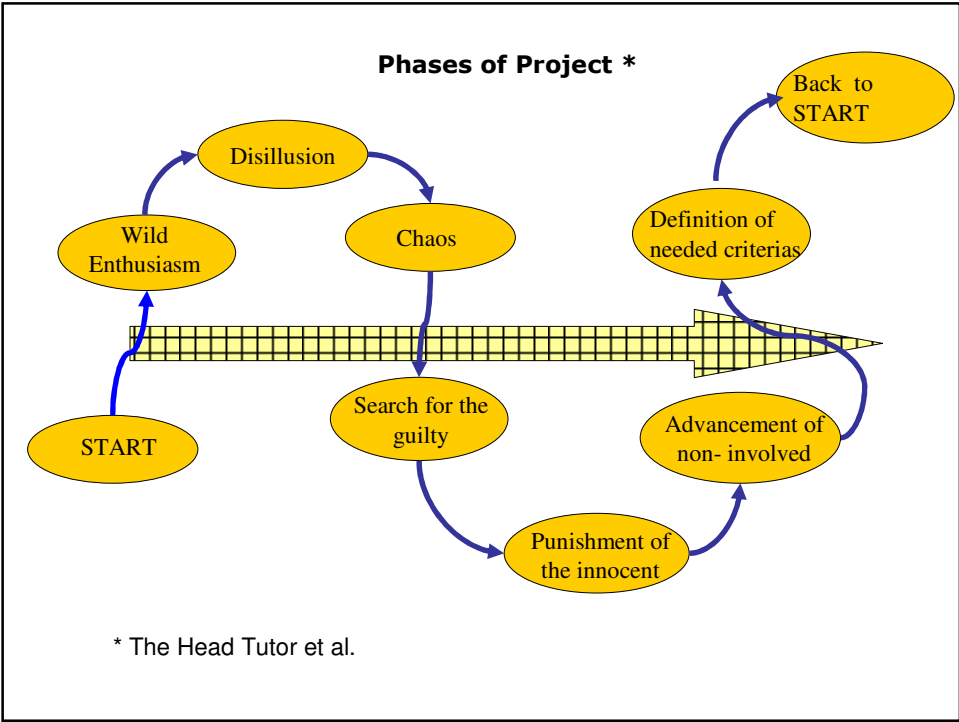 Phases of Project *
START
Wild
Enthusiasm
Disillusion
Chaos
Search for the
guilty
Punishment of
the innocent
Advancement of
non- involved
Definition of
needed criterias
Back to
START
* The Head Tutor et al.